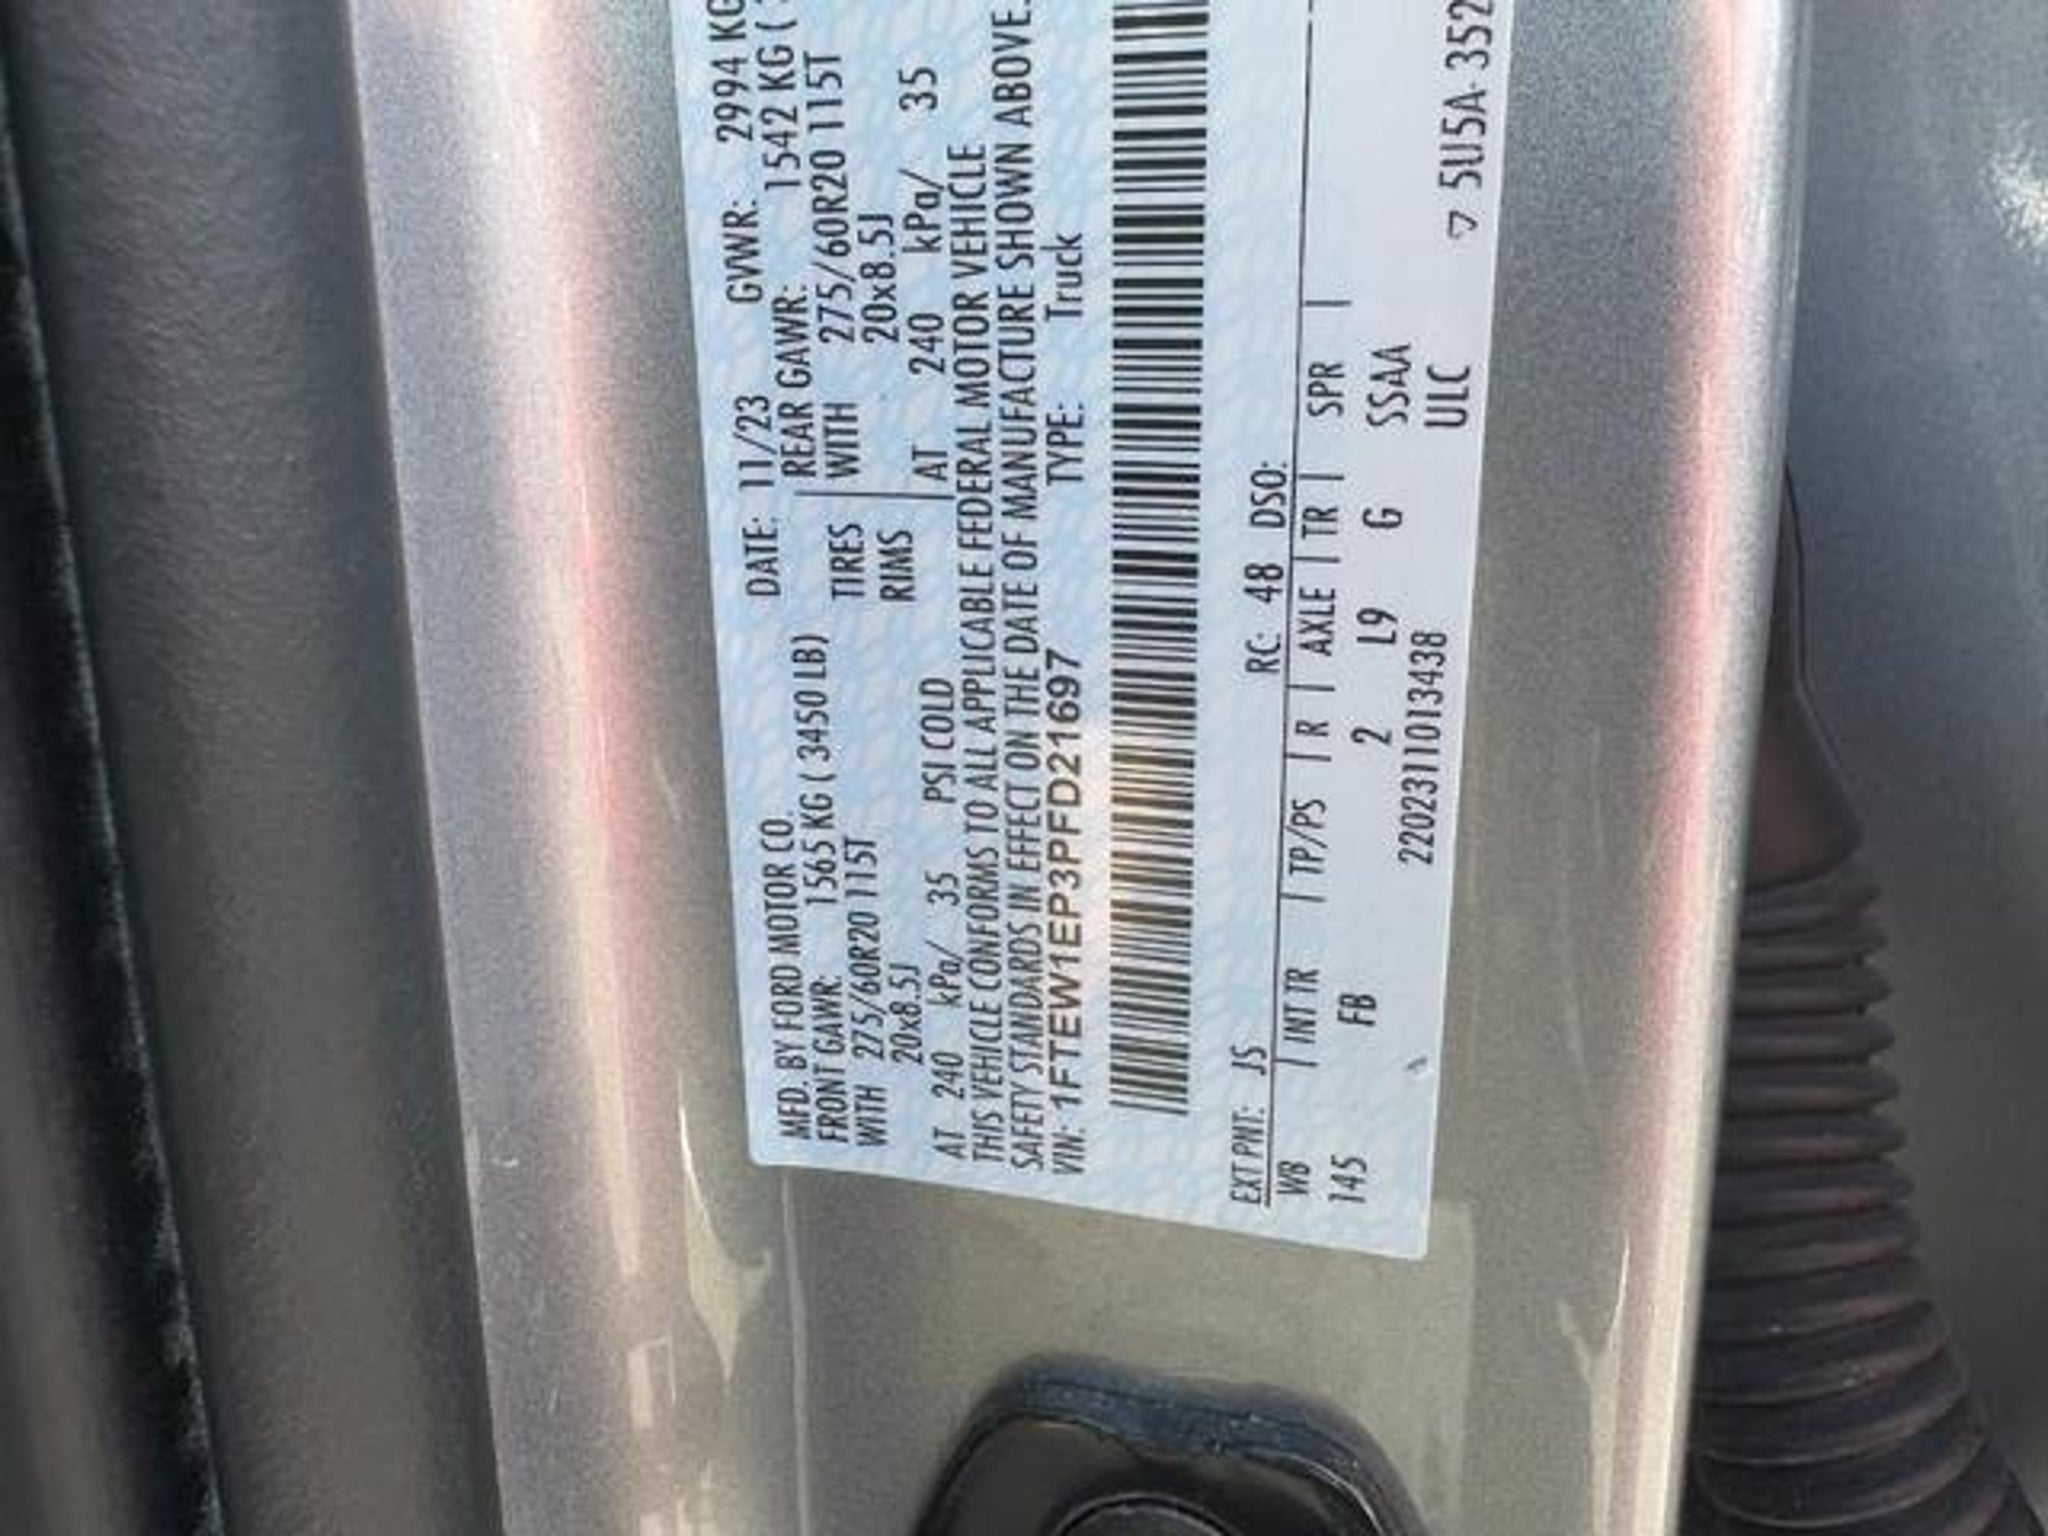 MFD. BY FORD MOTOR CO. DATE: 11/23 GVWR: 2994 KG
FRONT GAWR: 1565 KG ( 3450 LB) REAR GAWR: 1542 KG (
WITH 275/60R20 115T TIRES WITH 275/60R20 115T
20x8.5J RIMS 20x8.5J
AT 240 kPa/ 35 PSI COLD AT 240 kPa/ 35
THIS VEHICLE CONFORMS TO ALL APPLICABLE FEDERAL MOTOR VEHICLE
SAFETY STANDARDS IN EFFECT ON THE DATE OF MANUFACTURE SHOWN ABOVE.
VIN: 1FTEW1EP3PFD21697 TYPE: Truck
EXT PNT: JS RC: 48 DSO:
WB | INT TR | TP/PS | R | AXLE | TR | SPR |
145 FB 2 L9 G SSAA
2202311013438 ULC
▽ 5U5A-352